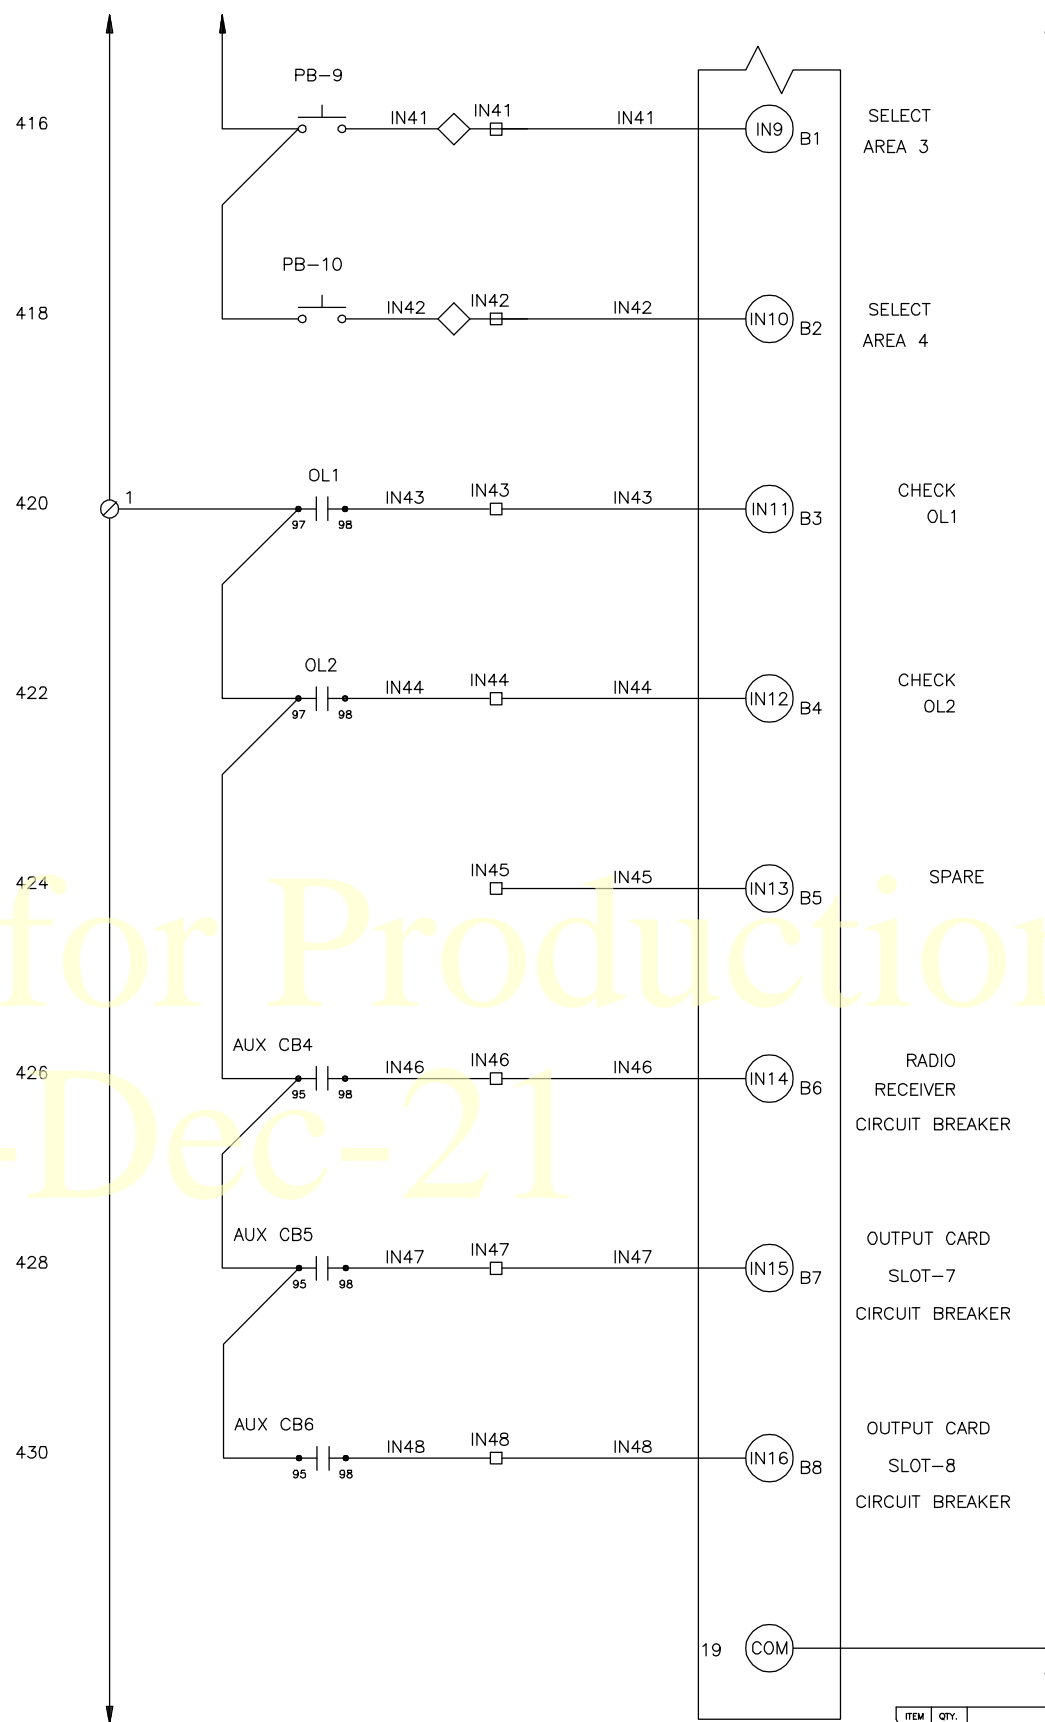 PB-9
416 IN41 IN41 IN41 IN9 B1 SELECT
AREA 3
PB-10
418 IN42 IN42 IN42 IN10 B2 SELECT
AREA 4
OL1
420 1 IN43 IN43 IN43 IN11 B3 CHECK
97 98 OL1
OL2
422 IN44 IN44 IN44 IN12 B4 CHECK
97 98 OL2
424 IN45 IN45 IN13 B5 SPARE
for Production
AUX CB4
426 IN46 IN46 IN46 IN14 B6 RADIO
95 98 RECEIVER
CIRCUIT BREAKER
-Dec-21
AUX CB5
428 IN47 IN47 IN47 IN15 B7 OUTPUT CARD
95 98 SLOT-7
CIRCUIT BREAKER
AUX CB6
430 IN48 IN48 IN48 IN16 B8 OUTPUT CARD
95 98 SLOT-8
CIRCUIT BREAKER
19 COM
ITEM QTY.